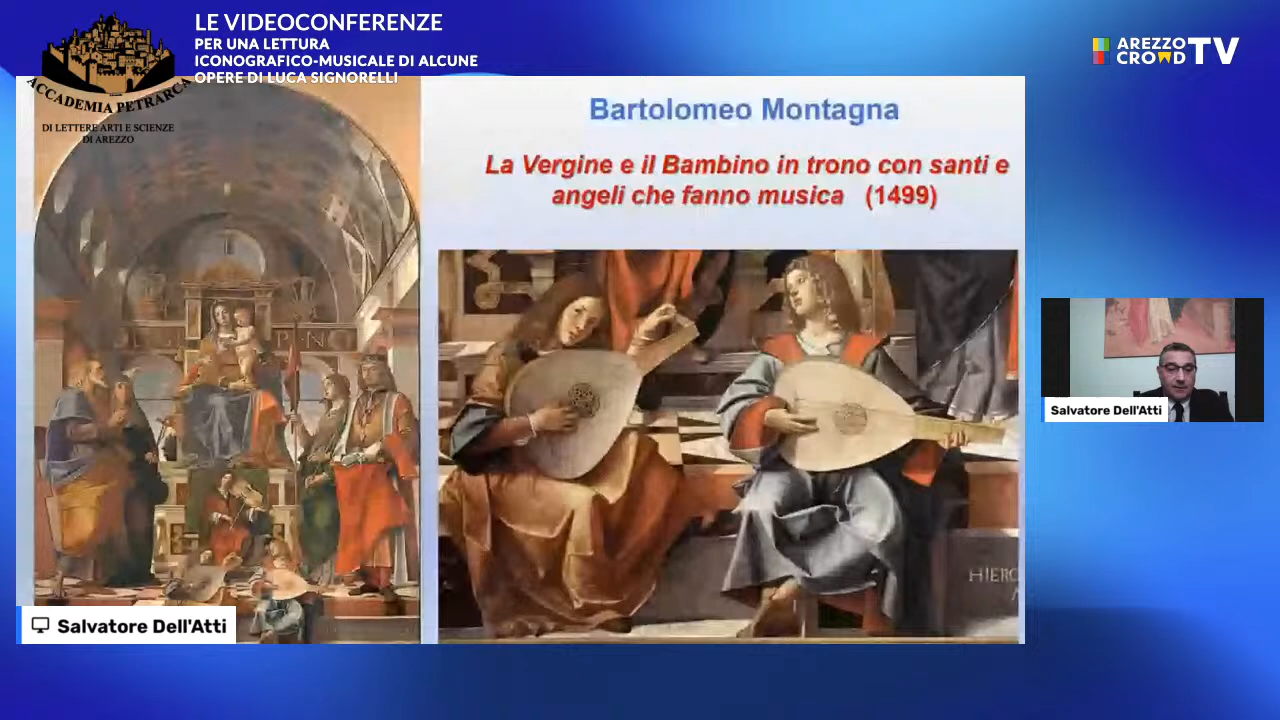 LE VIDEOCONFERENZE
PER UNA LETTURA
ICONOGRAFICO-MUSICALE DI ALCUNE
OPERE DI LUCA SIGNORELLI
ACCADEMIA PETRARCA
DI LETTERE ARTI E SCIENZE
DI AREZZO
AREZZO
CROWD
TV
Bartolomeo Montagna
La Vergine e il Bambino in trono con santi e
angeli che fanno musica (1499)
HIERO
Salvatore Dell'Atti
Salvatore Dell'Atti